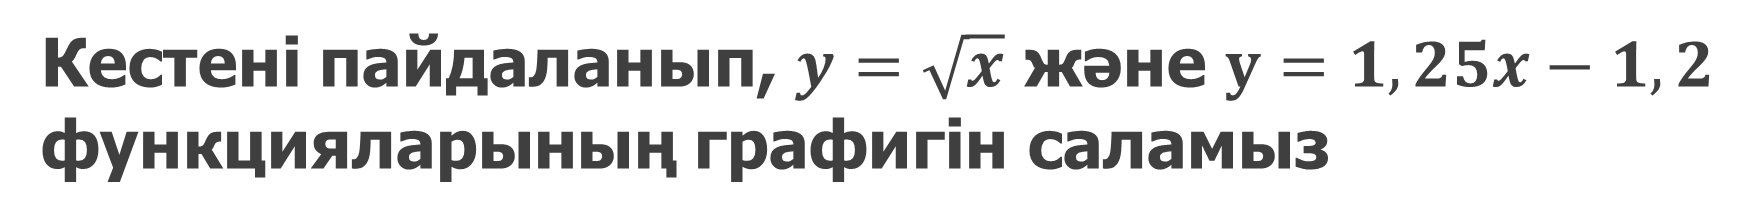 Кестені пайдаланып, y = √x және y = 1,25x − 1,2
функцияларының графигін саламыз